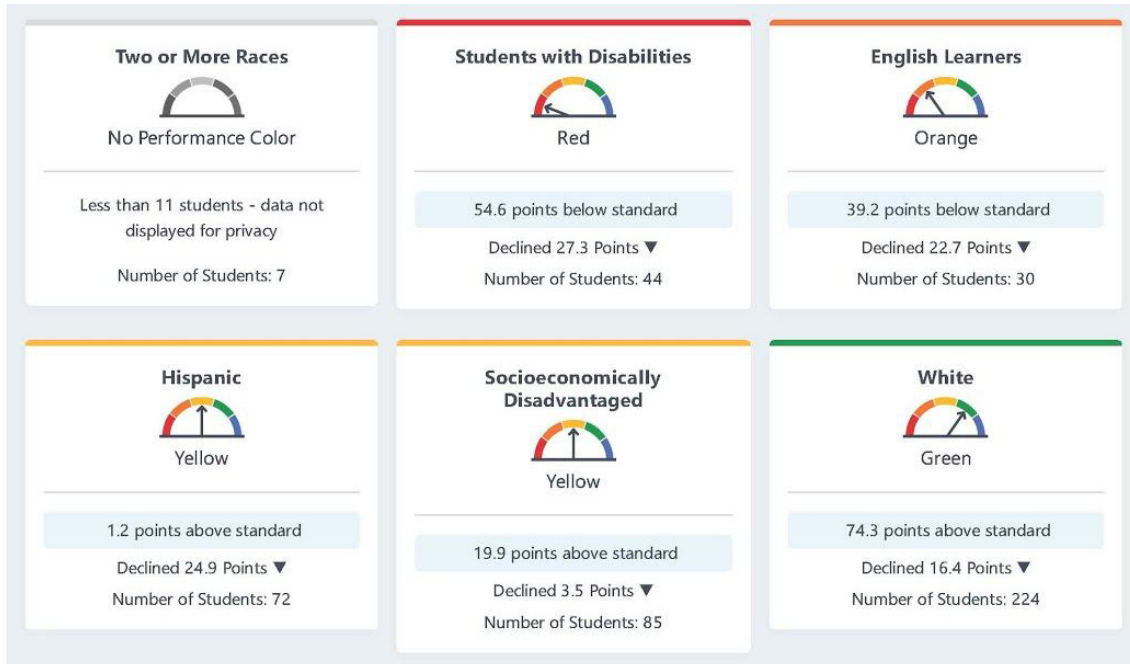 Two or More Races
No Performance Color
Less than 11 students - data not
displayed for privacy
Number of Students: 7
Students with Disabilities
Red
54.6 points below standard
Declined 27.3 Points ▼
Number of Students: 44
English Learners
Orange
39.2 points below standard
Declined 22.7 Points ▼
Number of Students: 30
Hispanic
Yellow
1.2 points above standard
Declined 24.9 Points ▼
Number of Students: 72
Socioeconomically
Disadvantaged
Yellow
19.9 points above standard
Declined 3.5 Points ▼
Number of Students: 85
White
Green
74.3 points above standard
Declined 16.4 Points ▼
Number of Students: 224